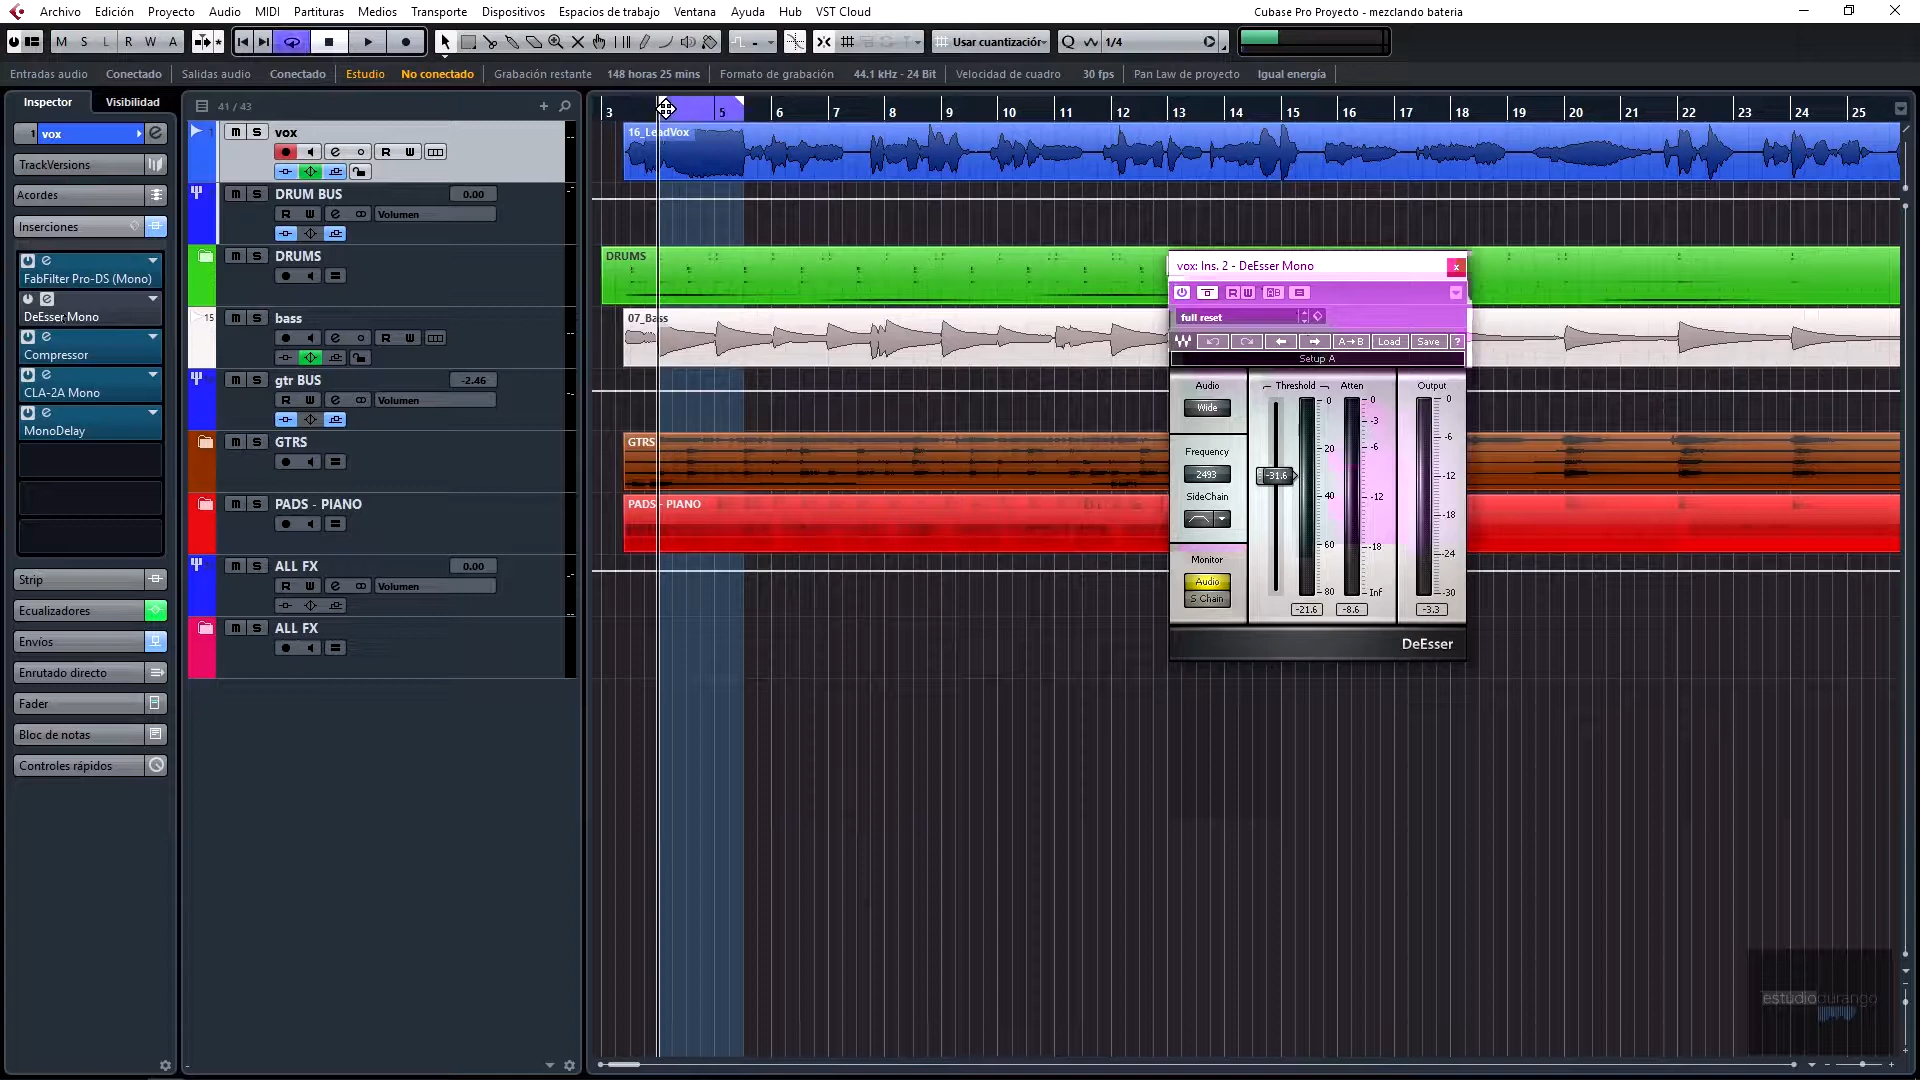 Archivo Edición Proyecto Audio MIDI Partituras Medios Transporte Dispositivos Espacios de trabajo Ventana Ayuda Hub VST Cloud Cubase Pro Proyecto - mezclando bateria
M S L R W A Usar cuantización Q 1/4
Entradas audio Conectado Salidas audio Conectado Estudio No conectado Grabación restante 148 horas 25 mins Formato de grabación 44.1 kHz - 24 Bit Velocidad de cuadro 30 fps Pan Law de proyecto Igual energía
Inspector Visibilidad 41 / 43
3 5 6 7 8 9 10 11 12 13 14 15 16 17 18 19 20 21 22 23 24 25
1 vox
TrackVersions
Acordes
Inserciones
FabFilter Pro-DS (Mono)
DeEsser Mono
Compressor
CLA-2A Mono
MonoDelay
Strip
Ecualizadores
Envíos
Enrutado directo
Fader
Bloc de notas
Controles rápidos
1 m S vox
e R W
m S DRUM BUS 0.00
R W e Volumen
m S DRUMS
15 m S bass
e R W
m S gtr BUS -2.46
R W e Volumen
m S GTRS
m S PADS - PIANO
m S ALL FX 0.00
R W e Volumen
m S ALL FX
16_LeadVox
DRUMS
07_Bass
GTRS
PADS - PIANO
vox: Ins. 2 - DeEsser Mono x
R W
full reset
A→B Load Save ?
Setup A
Audio Threshold Atten Output
Wide
Frequency
2493
SideChain
Monitor
Audio
S Chain
-31.6
0 20 40 60 80
0 -3 -6 -12 -18 Inf
0 -6 -12 -18 -24 -30
-21.6 -8.6 -3.3
DeEsser
estudiodurango